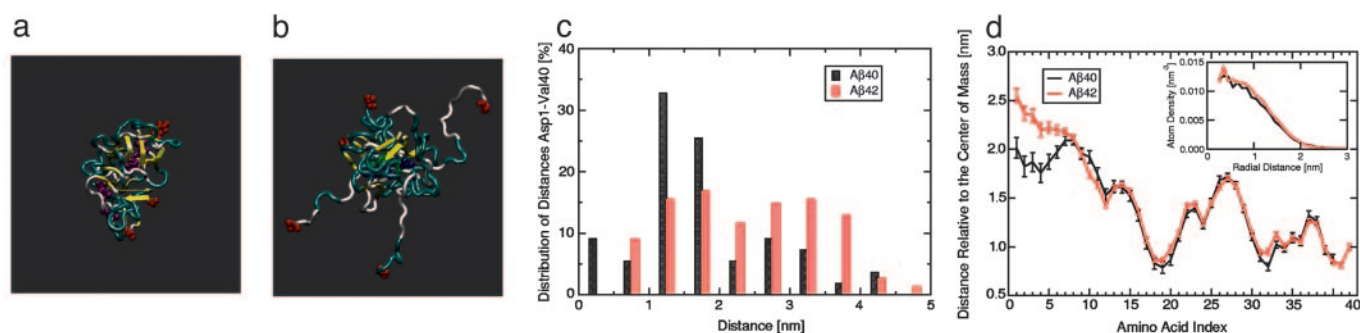 a
b
c
d
Distribution of Distances Asp1-Val40 [%]
40
30
20
10
0
Aβ40
Aβ42
0 1 2 3 4 5
Distance [nm]
Distance Relative to the Center of Mass [nm]
3.0
2.5
2.0
1.5
1.0
0.5
Aβ40
Aβ42
Atom Density [nm⁻³]
0.015
0.010
0.005
0.000
0 1 2 3
Radial Distance [nm]
0 5 10 15 20 25 30 35 40
Amino Acid Index